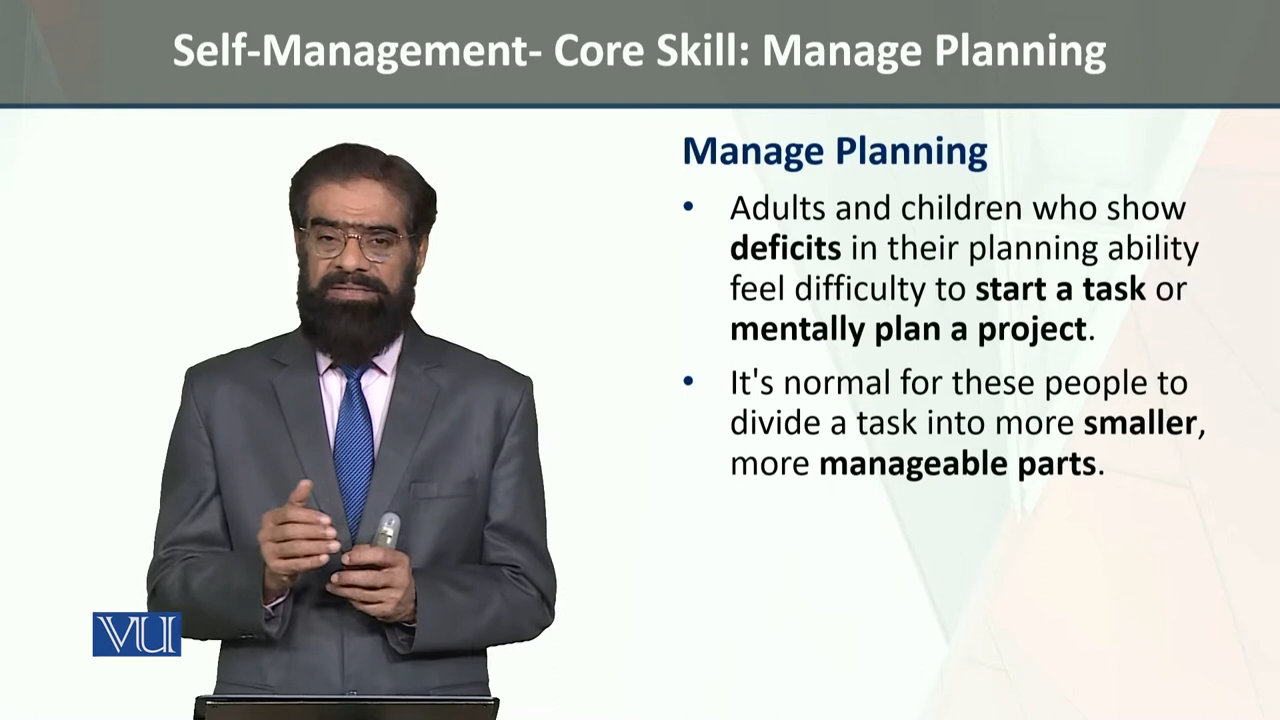 Self-Management- Core Skill: Manage Planning
Manage Planning
• Adults and children who show
deficits in their planning ability
feel difficulty to start a task or
mentally plan a project.
• It's normal for these people to
divide a task into more smaller,
more manageable parts.
VU